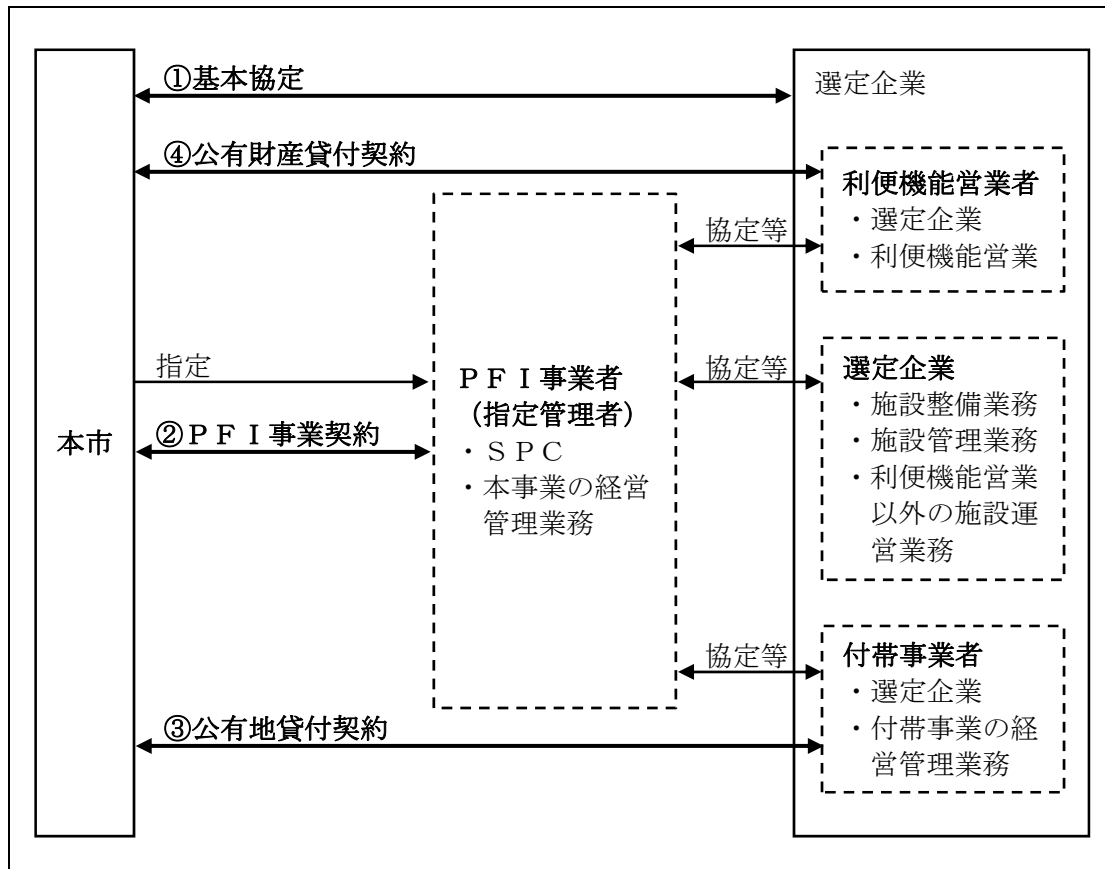 ①基本協定
選定企業
④公有財産貸付契約
利便機能営業者
・選定企業
・利便機能営業
協定等
指定
協定等
選定企業
・施設整備業務
・施設管理業務
・利便機能営業
以外の施設運
営業務
ＰＦＩ事業者
（指定管理者）
・ＳＰＣ
・本事業の経営
管理業務
②ＰＦＩ事業契約
本市
協定等
付帯事業者
・選定企業
・付帯事業の経
営管理業務
③公有地貸付契約